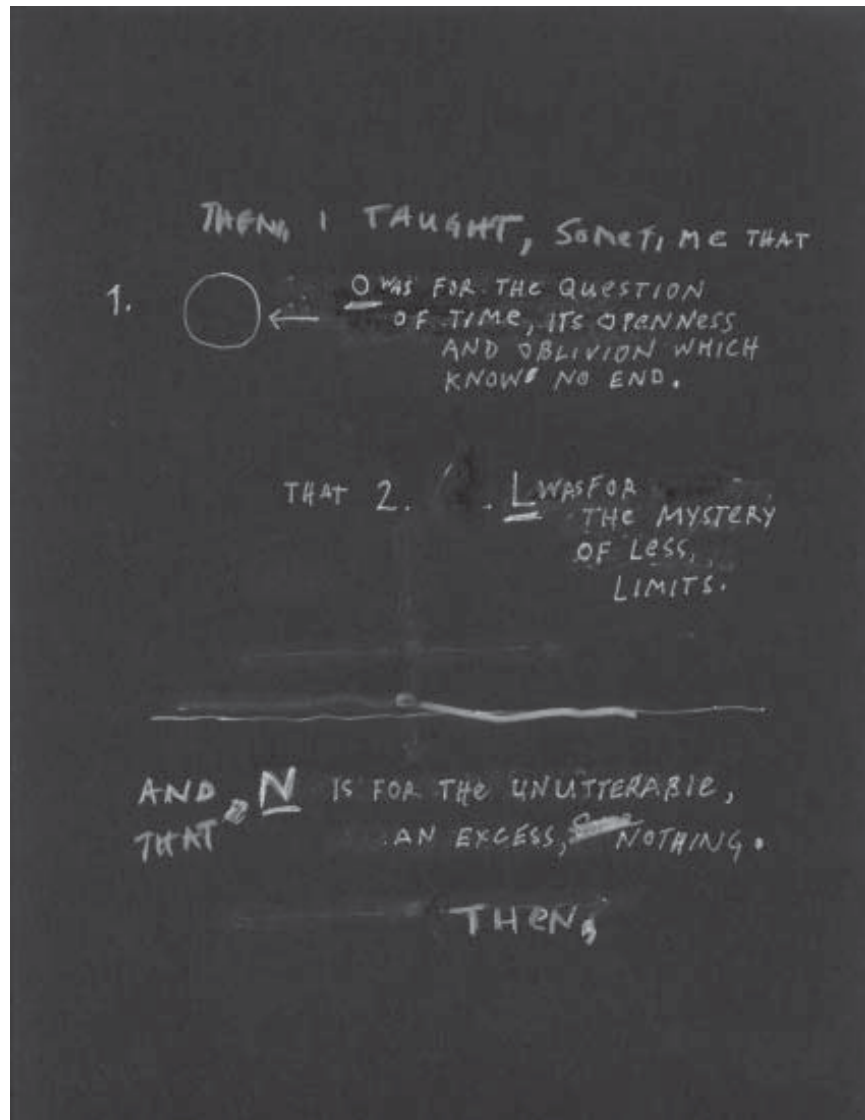 THEN, I TAUGHT, SOMETIME THAT
1. O WAS FOR THE QUESTION
OF TIME, ITS OPENNESS
AND OBLIVION WHICH
KNOWS NO END.
THAT 2. . L WAS FOR
THE MYSTERY
OF LESS,
LIMITS.
AND N IS FOR THE UNUTTERABLE,
THAT AN EXCESS, NOTHING.
THEN,